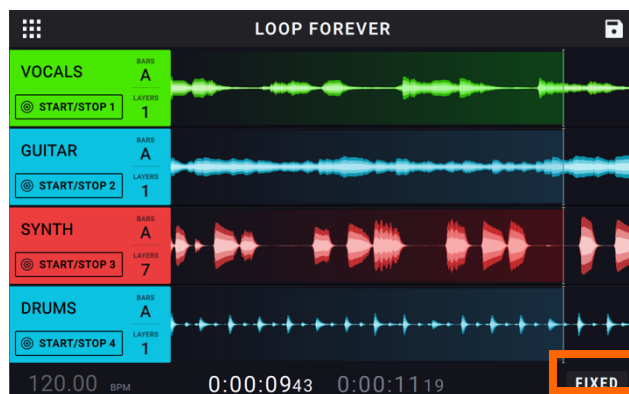 LOOP FOREVER
VOCALS
BARS
A
START/STOP 1
LAYERS
1
GUITAR
BARS
A
START/STOP 2
LAYERS
1
SYNTH
BARS
A
START/STOP 3
LAYERS
7
DRUMS
BARS
A
START/STOP 4
LAYERS
1
120.00 BPM 0:00:0943 0:00:1119 FIXED